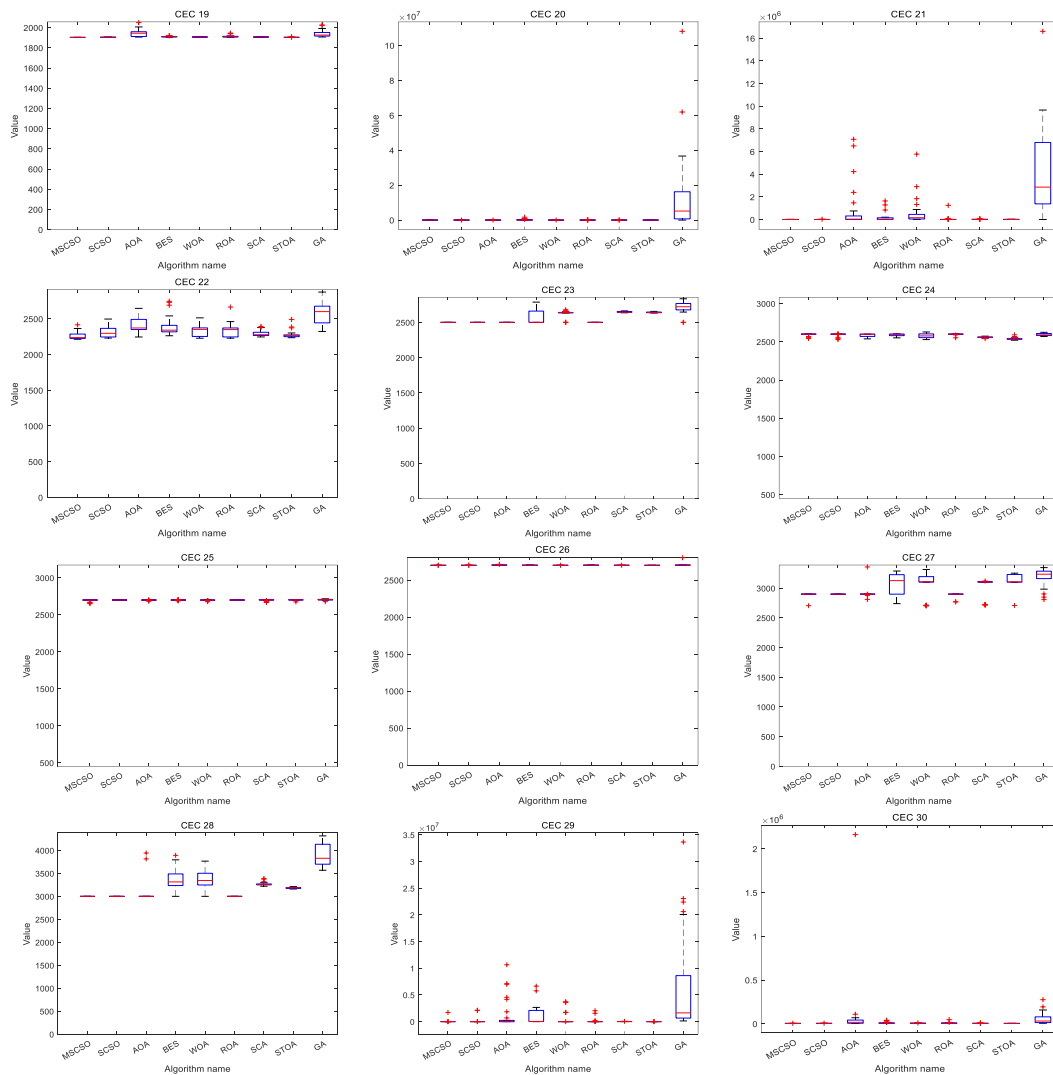 CEC 19
2000
1800
1600
1400
1200
1000
800
600
400
200
0
Value
MSCSO SCSO AOA BES WOA ROA SCA STOA GA
Algorithm name
CEC 20
×10⁷
10
8
6
4
2
0
Value
MSCSO SCSO AOA BES WOA ROA SCA STOA GA
Algorithm name
CEC 21
×10⁶
16
14
12
10
8
6
4
2
0
Value
MSCSO SCSO AOA BES WOA ROA SCA STOA GA
Algorithm name
CEC 22
2500
2000
1500
1000
500
0
Value
MSCSO SCSO AOA BES WOA ROA SCA STOA GA
Algorithm name
CEC 23
2500
2000
1500
1000
500
0
Value
MSCSO SCSO AOA BES WOA ROA SCA STOA GA
Algorithm name
CEC 24
3000
2500
2000
1500
1000
500
Value
MSCSO SCSO AOA BES WOA ROA SCA STOA GA
Algorithm name
CEC 25
3000
2500
2000
1500
1000
500
Value
MSCSO SCSO AOA BES WOA ROA SCA STOA GA
Algorithm name
CEC 26
2500
2000
1500
1000
500
0
Value
MSCSO SCSO AOA BES WOA ROA SCA STOA GA
Algorithm name
CEC 27
3000
2500
2000
1500
1000
500
0
Value
MSCSO SCSO AOA BES WOA ROA SCA STOA GA
Algorithm name
CEC 28
4000
3500
3000
2500
2000
1500
1000
500
0
Value
MSCSO SCSO AOA BES WOA ROA SCA STOA GA
Algorithm name
CEC 29
×10⁷
3.5
3
2.5
2
1.5
1
0.5
0
Value
MSCSO SCSO AOA BES WOA ROA SCA STOA GA
Algorithm name
CEC 30
×10⁶
2
1.5
1
0.5
0
Value
MSCSO SCSO AOA BES WOA ROA SCA STOA GA
Algorithm name